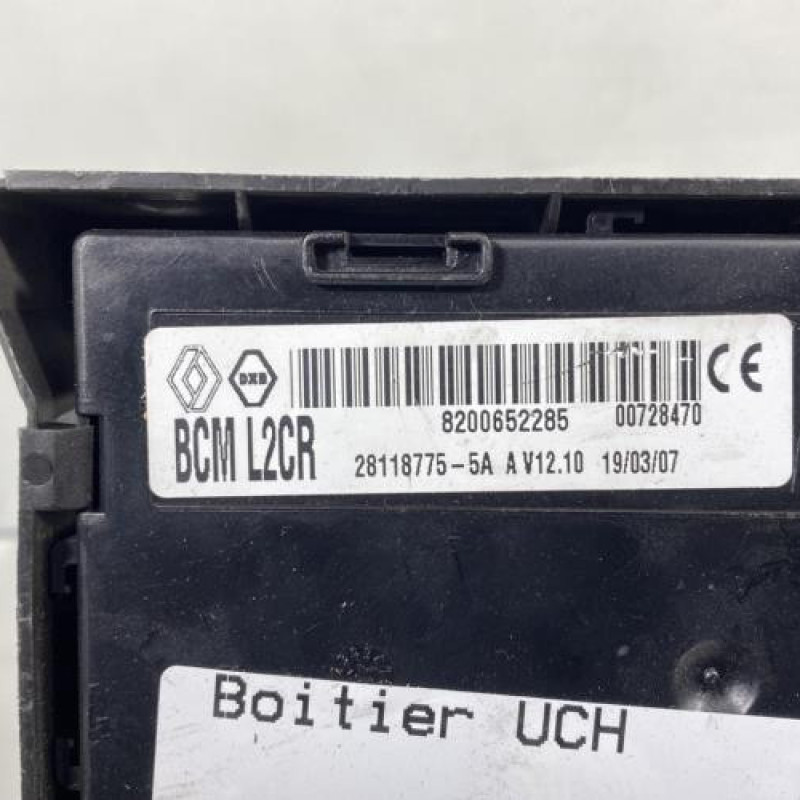 DXB
8200652285 00728470
BCM L2CR
28118775-5A A V12.10 19/03/07
CE
Boitier UCH